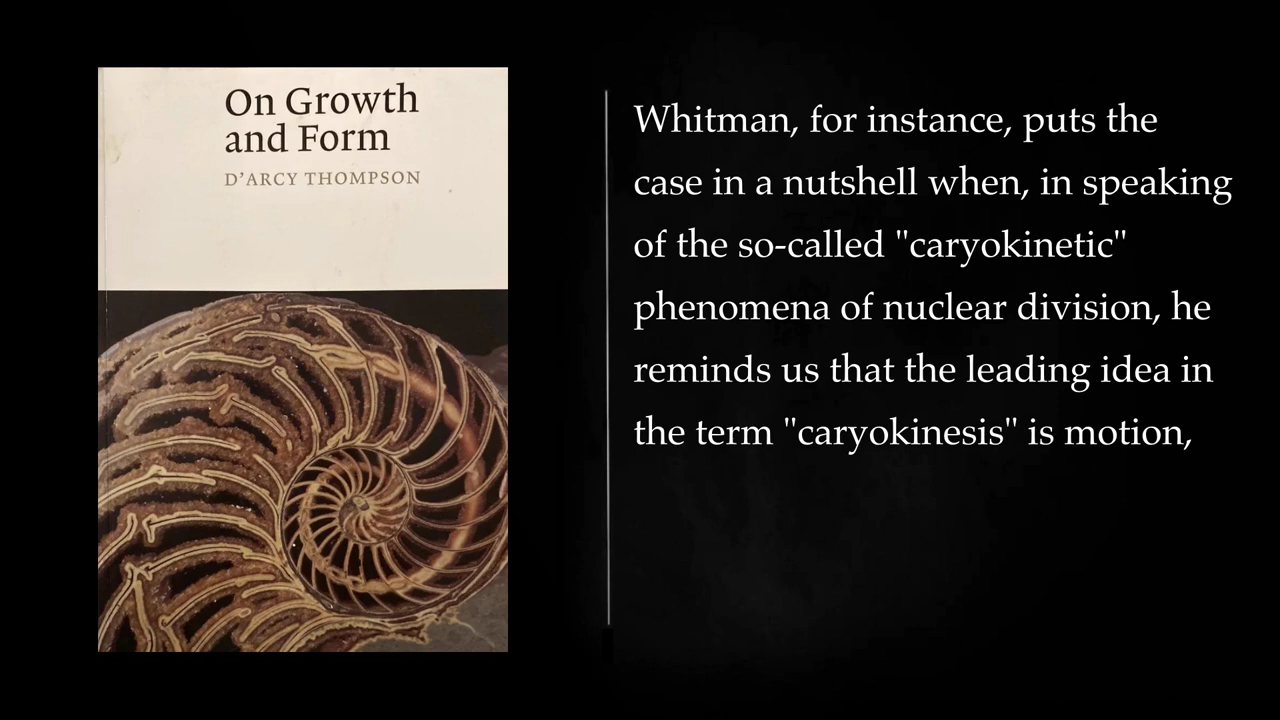 On Growth
and Form
D'ARCY THOMPSON
Whitman, for instance, puts the
case in a nutshell when, in speaking
of the so-called "caryokinetic"
phenomena of nuclear division, he
reminds us that the leading idea in
the term "caryokinesis" is motion,